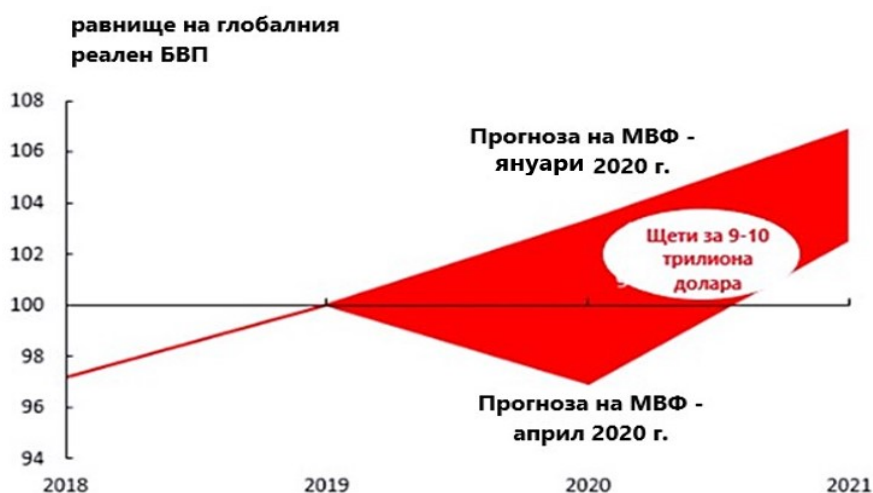 равнище на глобалния
реален БВП
108
106
104
102
100
98
96
94
Прогноза на МВФ -
януари 2020 г.
Щети за 9-10
трилиона
долара
Прогноза на МВФ -
април 2020 г.
2018 2019 2020 2021